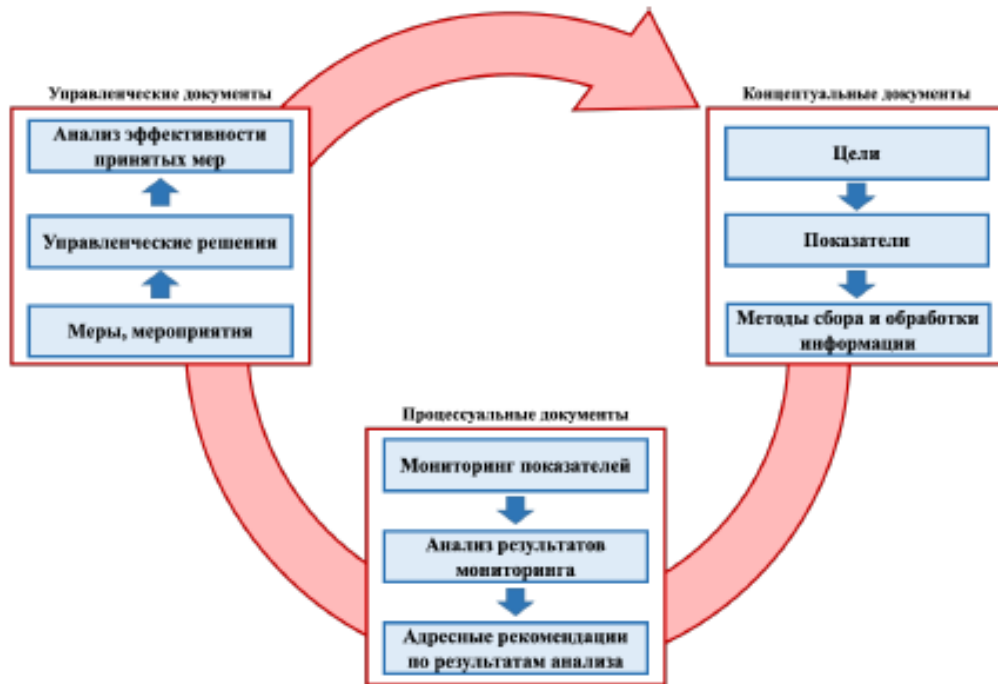 Управленческие документы
Анализ эффективности
принятых мер
Управленческие решения
Меры, мероприятия
Концептуальные документы
Цели
Показатели
Методы сбора и обработки
информации
Процессуальные документы
Мониторинг показателей
Анализ результатов
мониторинга
Адресные рекомендации
по результатам анализа